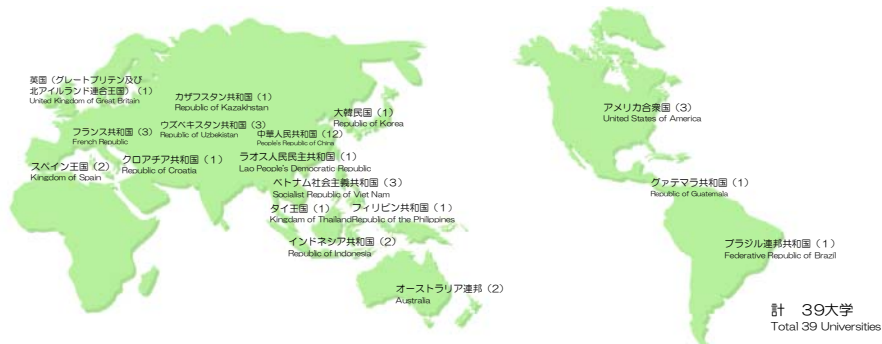 英国（グレートブリテン及び
北アイルランド連合王国）（1）
United Kingdom of Great Britain
カザフスタン共和国（1）
Republic of Kazakhstan
大韓民国（1）
Republic of Korea
アメリカ合衆国（3）
United States of America
フランス共和国（3）
French Republic
ウズベキスタン共和国（3）
Republic of Uzbekistan
中華人民共和国（12）
People's Republic of China
スペイン王国（2）
Kingdom of Spain
クロアチア共和国（1）
Republic of Croatia
ラオス人民民主共和国（1）
Lao People's Democratic Republic
ベトナム社会主義共和国（3）
Socialist Republic of Viet Nam
グァテマラ共和国（1）
Republic of Guatemala
タイ王国（1）
Kingdam of Thailand
フィリピン共和国（1）
Republic of the Philippines
インドネシア共和国（2）
Republic of Indonesia
ブラジル連邦共和国（1）
Federative Republic of Brazil
オーストラリア連邦（2）
Australia
計　39大学
Total 39 Universities